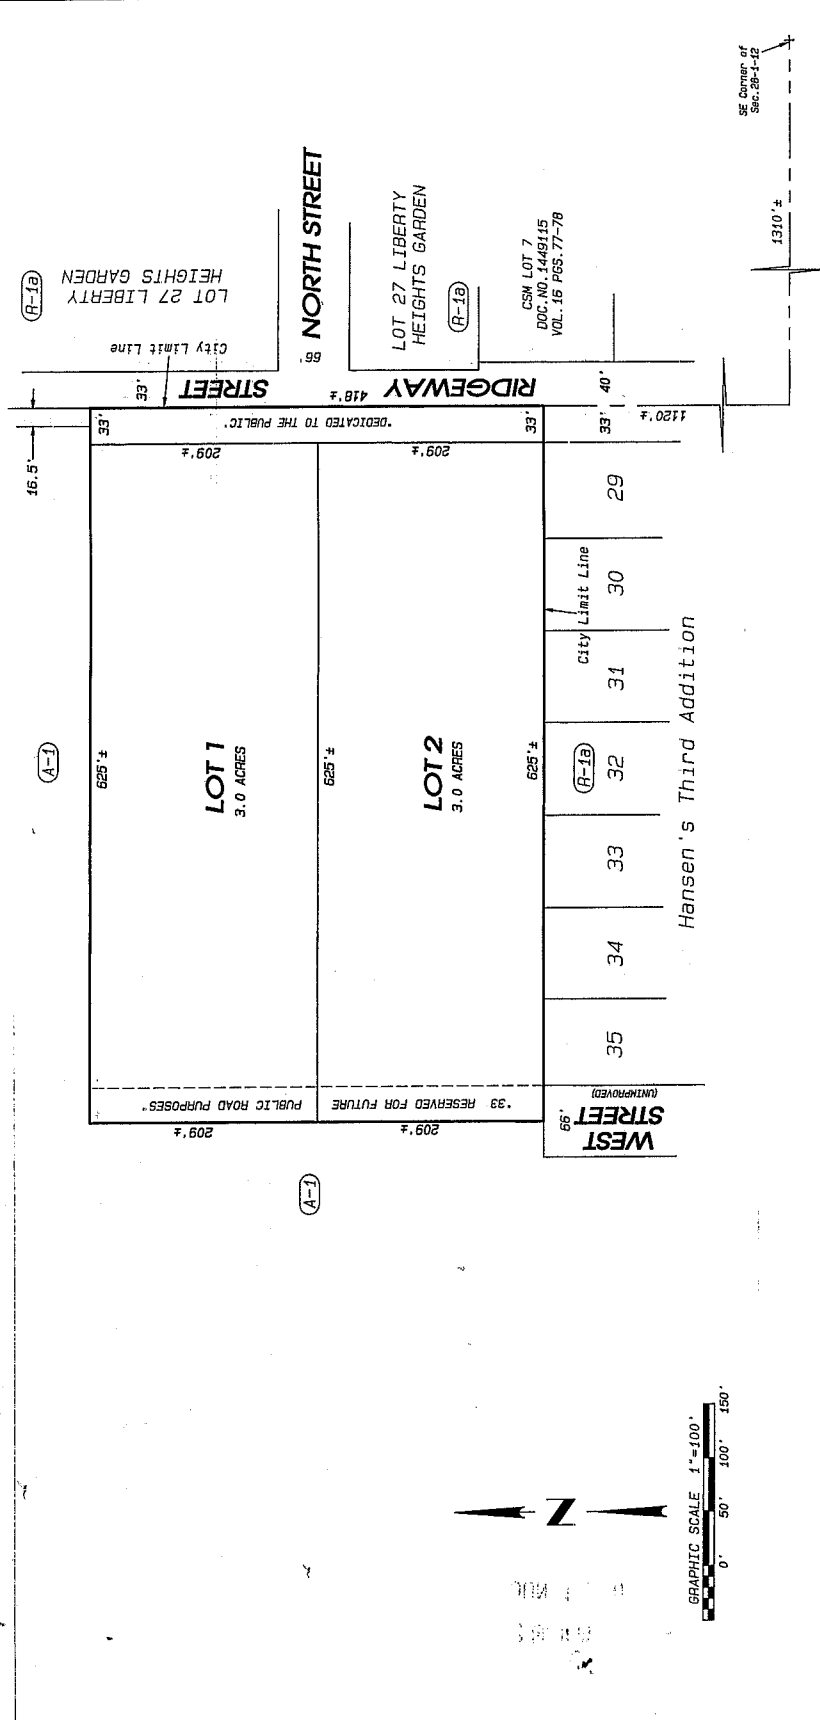 SE Corner of
Sec.28-1-12
1310'±
NORTH STREET
66'
LOT 27 LIBERTY
HEIGHTS GARDEN
R-1a
City Limit Line
LOT 27 LIBERTY
HEIGHTS GARDEN
R-1a
CSM LOT 7
DOC.NO.1449115
VOL.16 PGS.77-78
33'
RIDGEWAY STREET
418'±
40'
33'
1120'±
16.5'
33'
"DEDICATED TO THE PUBLIC"
33'
209'±
209'±
A-1
625'±
LOT 1
3.0 ACRES
625'±
LOT 2
3.0 ACRES
625'±
City Limit Line
R-1a
29
30
31
32
33
34
35
Hansen's Third Addition
"33' RESERVED FOR FUTURE
PUBLIC ROAD PURPOSES"
209'±
209'±
WEST
STREET
(UNIMPROVED)
66'
A-1
N
GRAPHIC SCALE 1"=100'
0' 50' 100' 150'